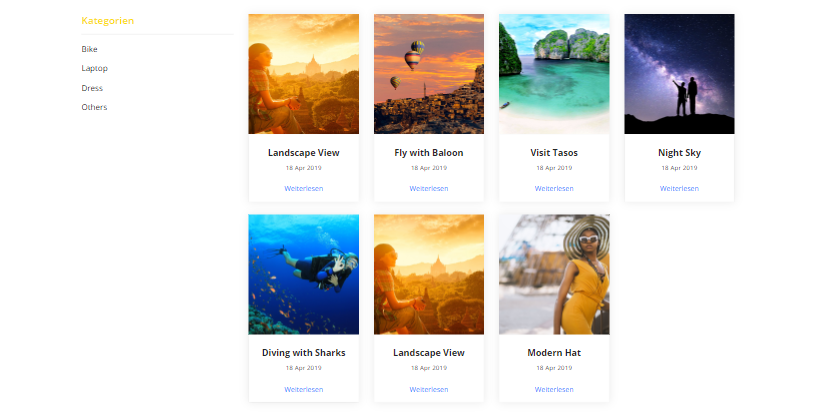 Kategorien
Bike
Laptop
Dress
Others
Landscape View
18 Apr 2019
Weiterlesen
Fly with Baloon
18 Apr 2019
Weiterlesen
Visit Tasos
18 Apr 2019
Weiterlesen
Night Sky
18 Apr 2019
Weiterlesen
Diving with Sharks
18 Apr 2019
Weiterlesen
Landscape View
18 Apr 2019
Weiterlesen
Modern Hat
18 Apr 2019
Weiterlesen